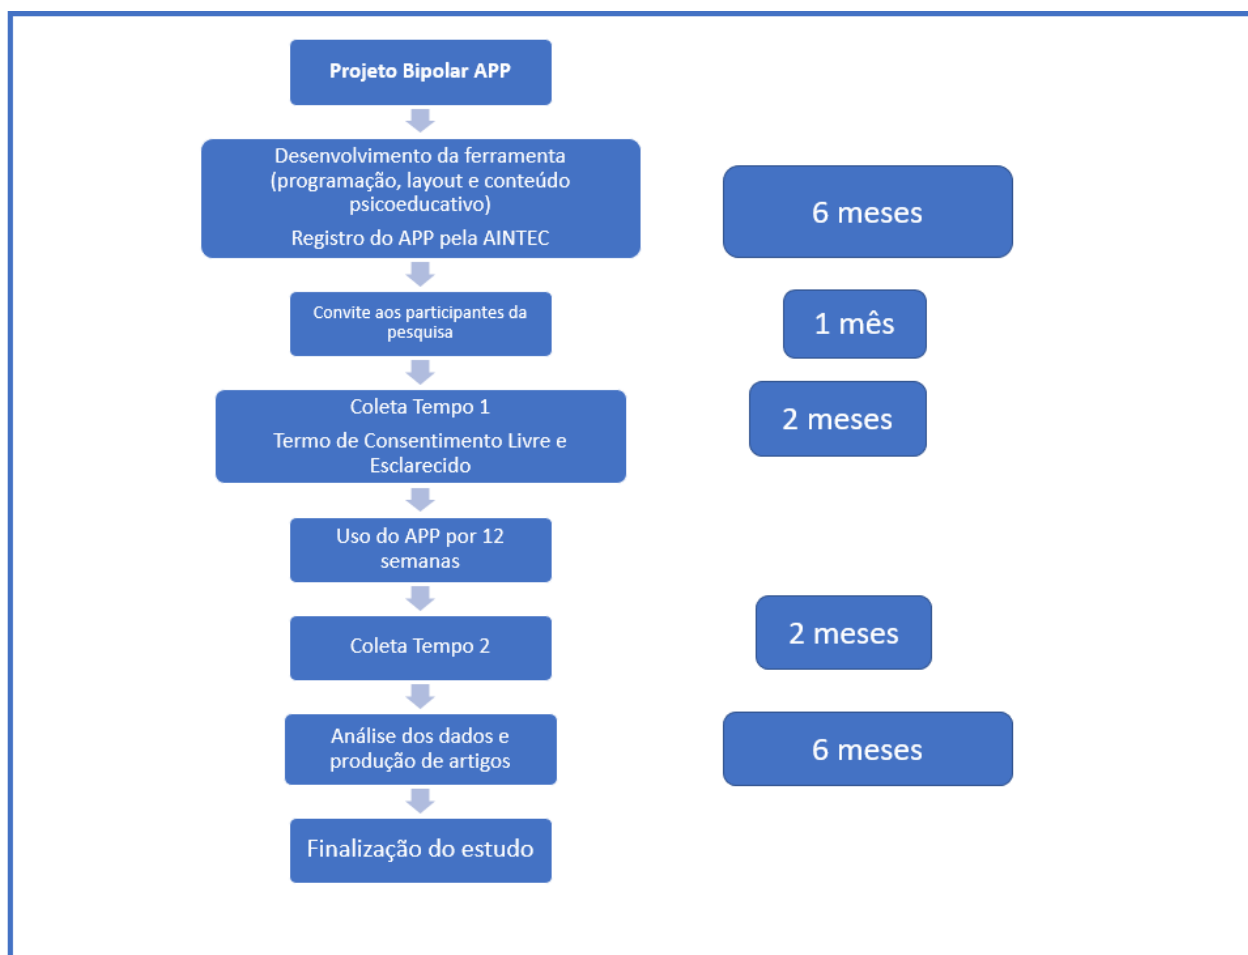 Projeto Bipolar APP
Desenvolvimento da ferramenta
(programação, layout e conteúdo
psicoeducativo)
Registro do APP pela AINTEC
6 meses
Convite aos participantes da
pesquisa
1 mês
Coleta Tempo 1
Termo de Consentimento Livre e
Esclarecido
2 meses
Uso do APP por 12
semanas
Coleta Tempo 2
2 meses
Análise dos dados e
produção de artigos
6 meses
Finalização do estudo